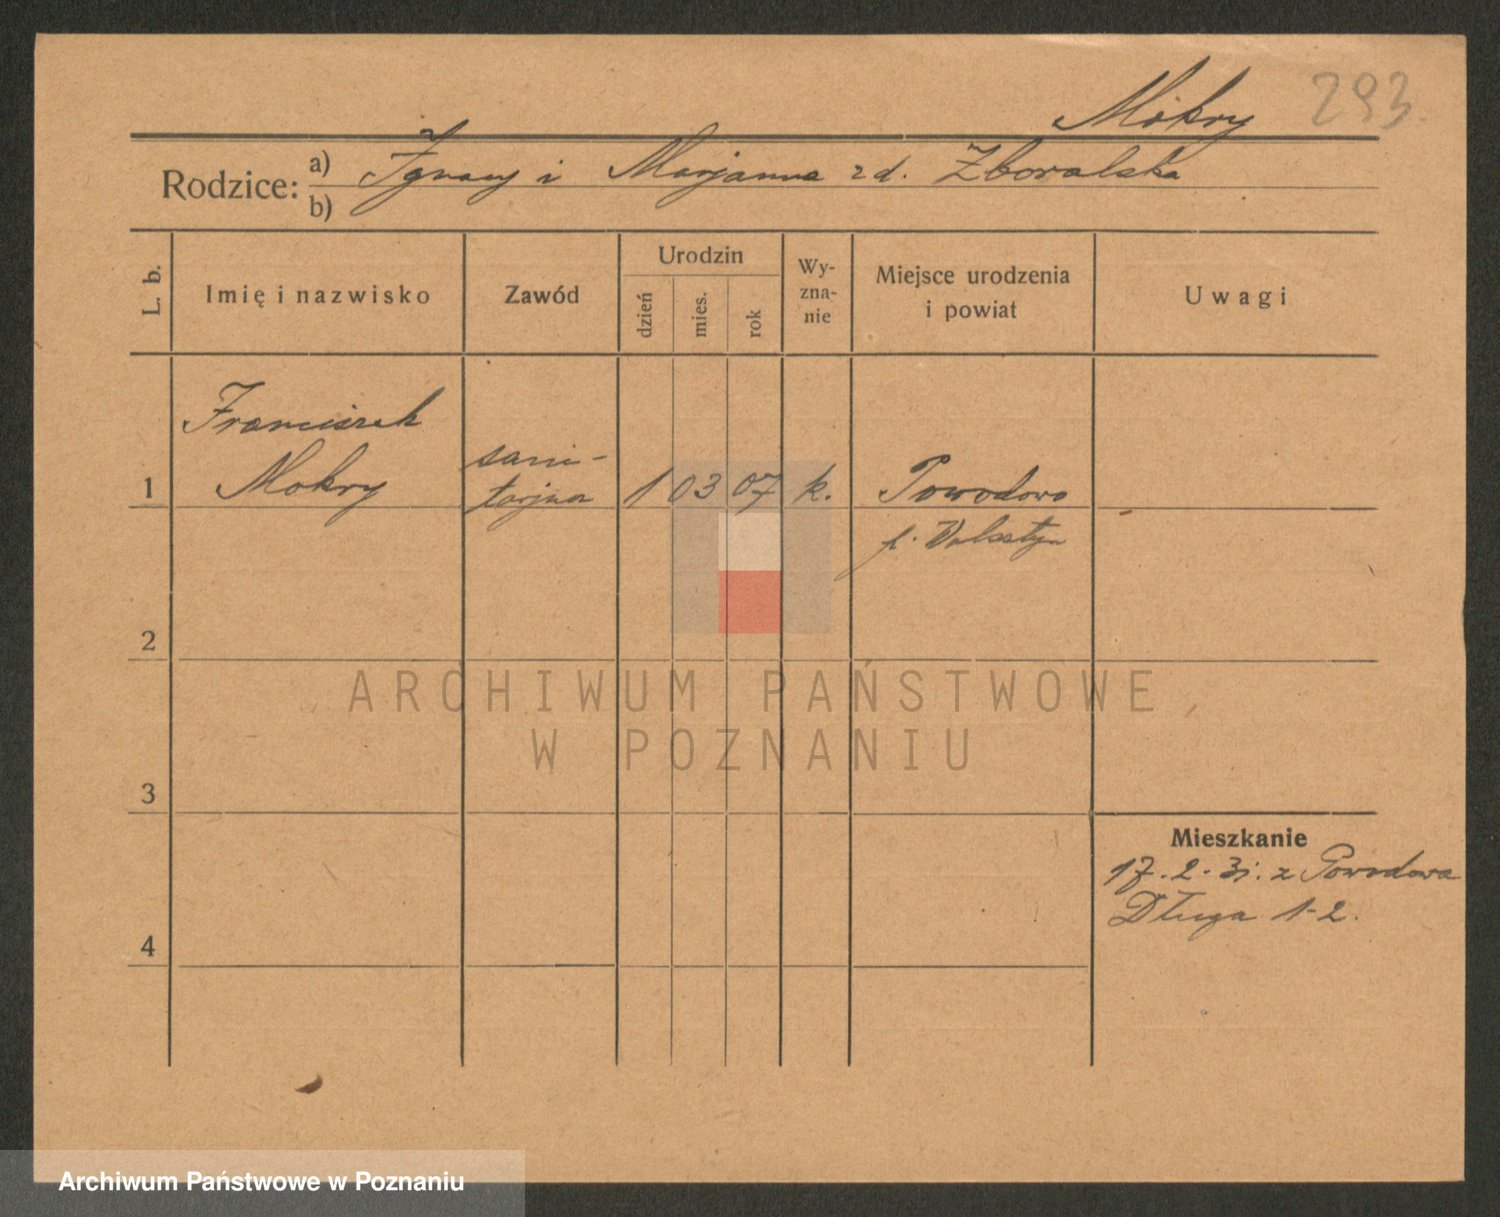 Mokry 293
Rodzice: a) Ignacy i Marjanna z d. Zboralska
b)
L. b. Imię i nazwisko Zawód Urodzin dzień mies. rok Wy-zna-nie Miejsce urodzenia i powiat Uwagi
Franciszek
1 Mokry sani-tarjusz 1 03 07 k. Powodowo
p. Wolsztyn
2
ARCHIWUM PAŃSTWOWE
W POZNANIU
3
Mieszkanie
17. 2. 31. z Powodowa
Długa 1-2.
4
Archiwum Państwowe w Poznaniu